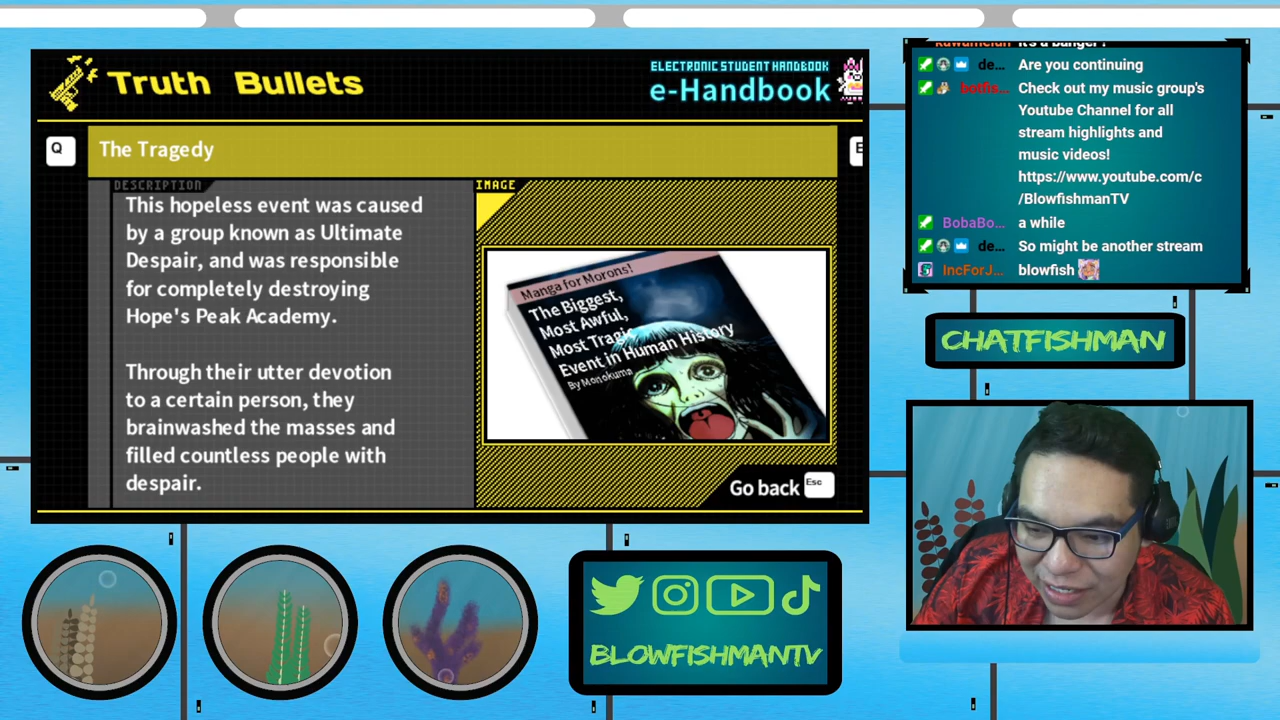 Truth Bullets
ELECTRONIC STUDENT HANDBOOK
e-Handbook
Q
The Tragedy
E
DESCRIPTION
This hopeless event was caused
by a group known as Ultimate
Despair, and was responsible
for completely destroying
Hope's Peak Academy.
Through their utter devotion
to a certain person, they
brainwashed the masses and
filled countless people with
despair.
IMAGE
Manga for Morons!
The Biggest,
Most Awful,
Most Tragic
Event in Human History
By Monokuma
Go back
Esc
It's a banger !
de... Are you continuing
botfis... Check out my music group's
Youtube Channel for all
stream highlights and
music videos!
https://www.youtube.com/c
/BlowfishmanTV
BobaBo... a while
de... So might be another stream
IncForJ... blowfish
CHATFISHMAN
BLOWFISHMANTV